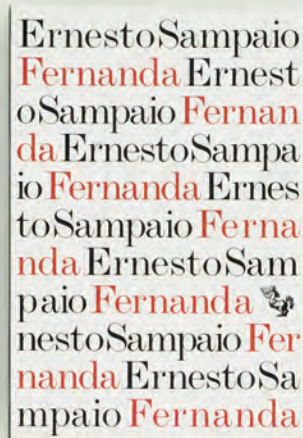 ErnestoSampaio
Fernanda Ernest
oSampaio Fernan
da ErnestoSampa
io Fernanda Ernes
toSampaio Ferna
nda ErnestoSam
paio Fernanda
nestoSampaio Fer
nanda ErnestoSa
mpaio Fernanda